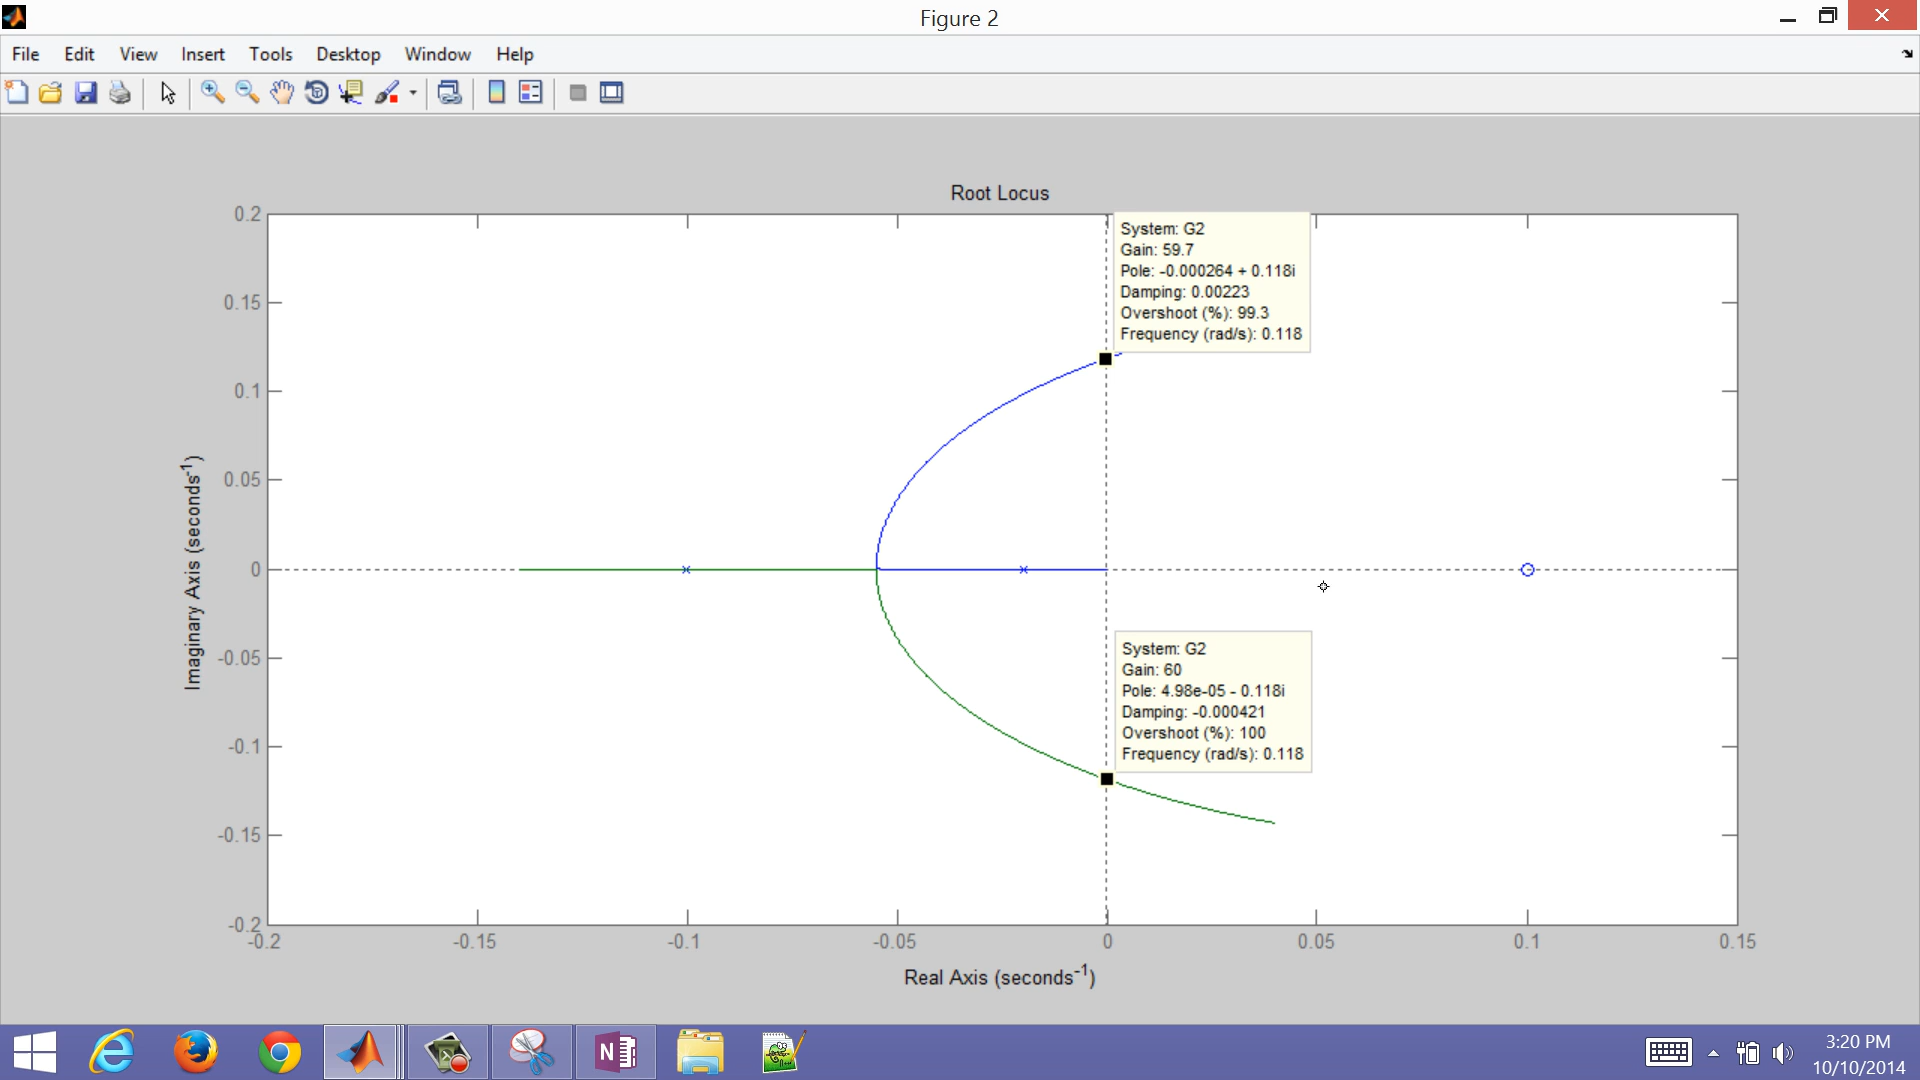 Figure 2
File Edit View Insert Tools Desktop Window Help
Root Locus
System: G2
Gain: 59.7
Pole: -0.000264 + 0.118i
Damping: 0.00223
Overshoot (%): 99.3
Frequency (rad/s): 0.118
System: G2
Gain: 60
Pole: 4.98e-05 - 0.118i
Damping: -0.000421
Overshoot (%): 100
Frequency (rad/s): 0.118
Imaginary Axis (seconds-1)
0.2
0.15
0.1
0.05
0
-0.05
-0.1
-0.15
-0.2
-0.2 -0.15 -0.1 -0.05 0 0.05 0.1 0.15
Real Axis (seconds-1)
3:20 PM
10/10/2014